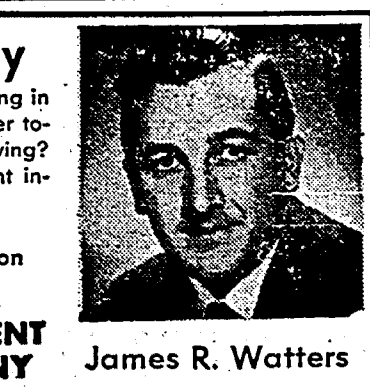 y
ng in
er to-
ving?
nt in-
on
ENT
NY
James R. Watters